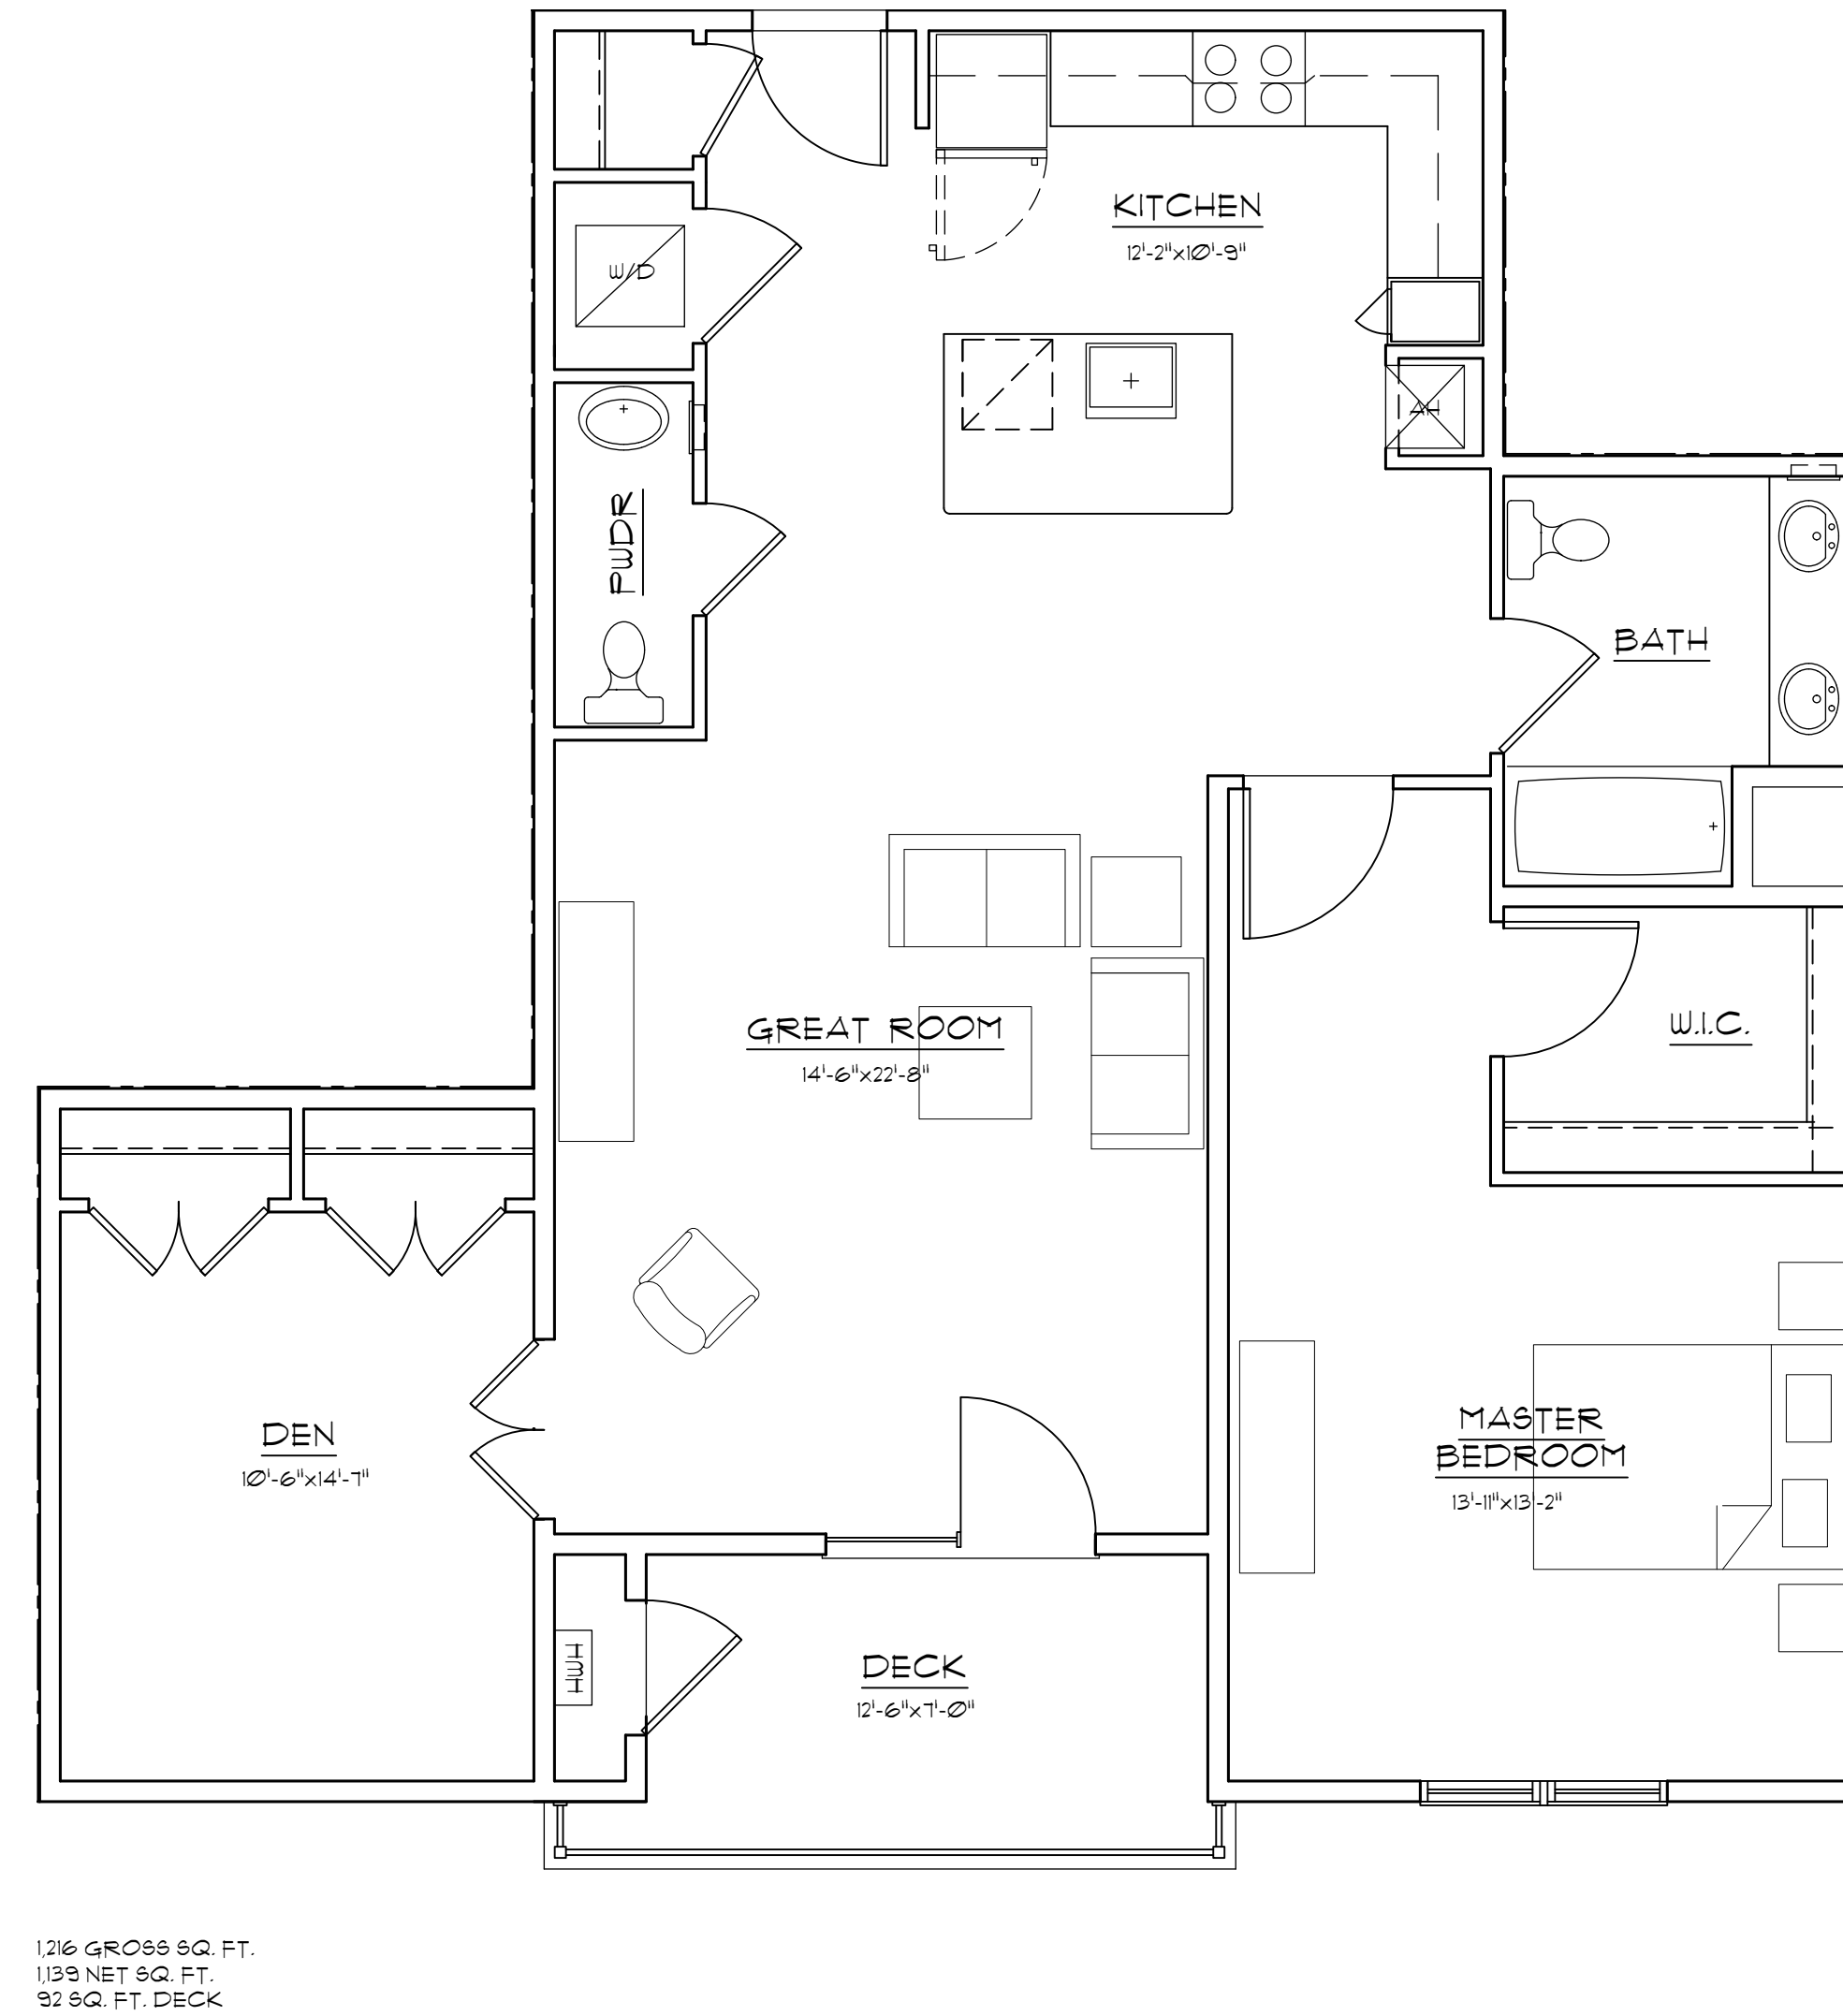 KITCHEN
12'-2"x10'-9"
W/D
AH
PWDR
BATH
GREAT ROOM
14'-6"x22'-8"
W.I.C.
DEN
10'-6"x14'-7"
MASTER
BEDROOM
13'-11"x13'-2"
HWH
DECK
12'-6"x7'-0"
1,216 GROSS SQ. FT.
1,139 NET SQ. FT.
92 SQ. FT. DECK